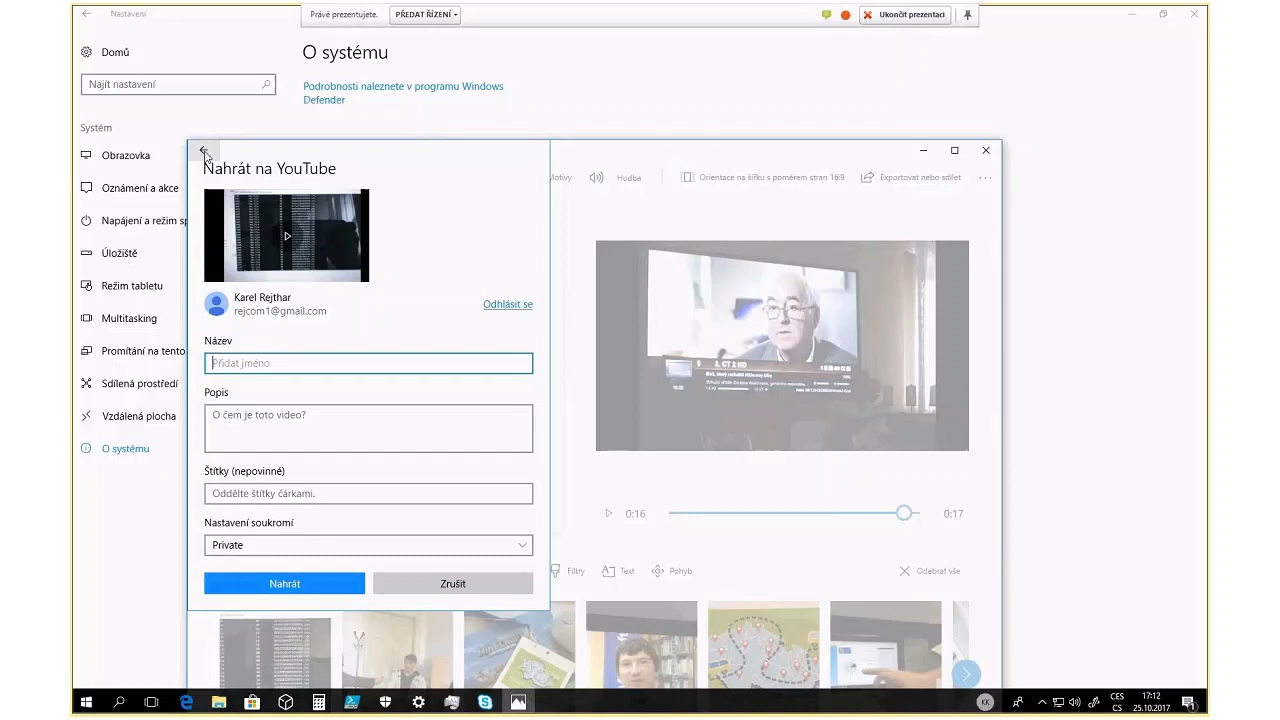 Nastavení
Právě prezentujete.
PŘEDAT ŘÍZENÍ
Ukončit prezentaci
Domů
O systému
Najít nastavení
Podrobnosti naleznete v programu Windows
Defender
Systém
Obrazovka
Oznámení a akce
Napájení a režim sp
Úložiště
Režim tabletu
Multitasking
Promítání na tento
Sdílená prostředí
Vzdálená plocha
O systému
Nahrát na YouTube
Motivy
Hudba
Orientace na šířku s poměrem stran 16:9
Exportovat nebo sdílet
Karel Rejthar
rejcom1@gmail.com
Odhlásit se
Název
Přidat jméno
Popis
O čem je toto video?
Štítky (nepovinné)
Oddělte štítky čárkami.
Nastavení soukromí
Private
Nahrát
Zrušit
0:16
0:17
Filtry
Text
Pohyb
Odebrat vše
KK
CES
CS
17:12
25.10.2017